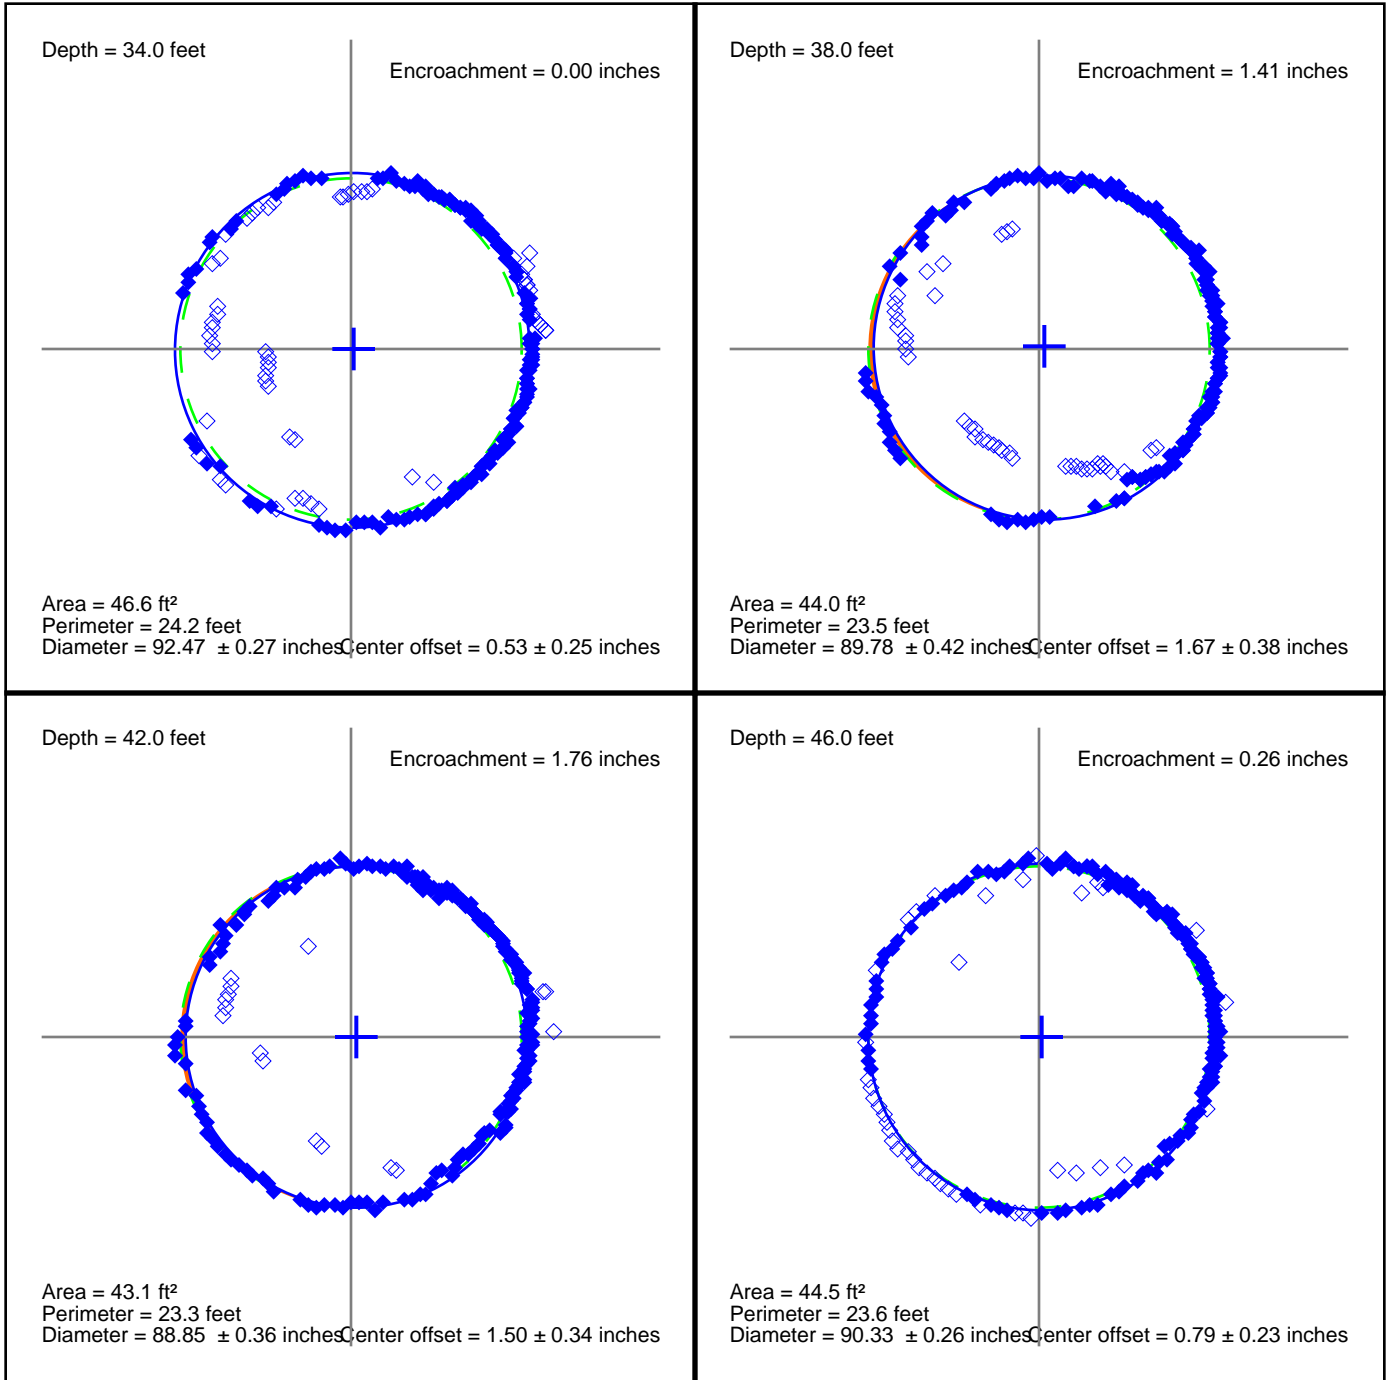 Depth = 34.0 feet
Encroachment = 0.00 inches
Area = 46.6 ft²
Perimeter = 24.2 feet
Diameter = 92.47 ± 0.27 inches
Center offset = 0.53 ± 0.25 inches
Depth = 38.0 feet
Encroachment = 1.41 inches
Area = 44.0 ft²
Perimeter = 23.5 feet
Diameter = 89.78 ± 0.42 inches
Center offset = 1.67 ± 0.38 inches
Depth = 42.0 feet
Encroachment = 1.76 inches
Area = 43.1 ft²
Perimeter = 23.3 feet
Diameter = 88.85 ± 0.36 inches
Center offset = 1.50 ± 0.34 inches
Depth = 46.0 feet
Encroachment = 0.26 inches
Area = 44.5 ft²
Perimeter = 23.6 feet
Diameter = 90.33 ± 0.26 inches
Center offset = 0.79 ± 0.23 inches